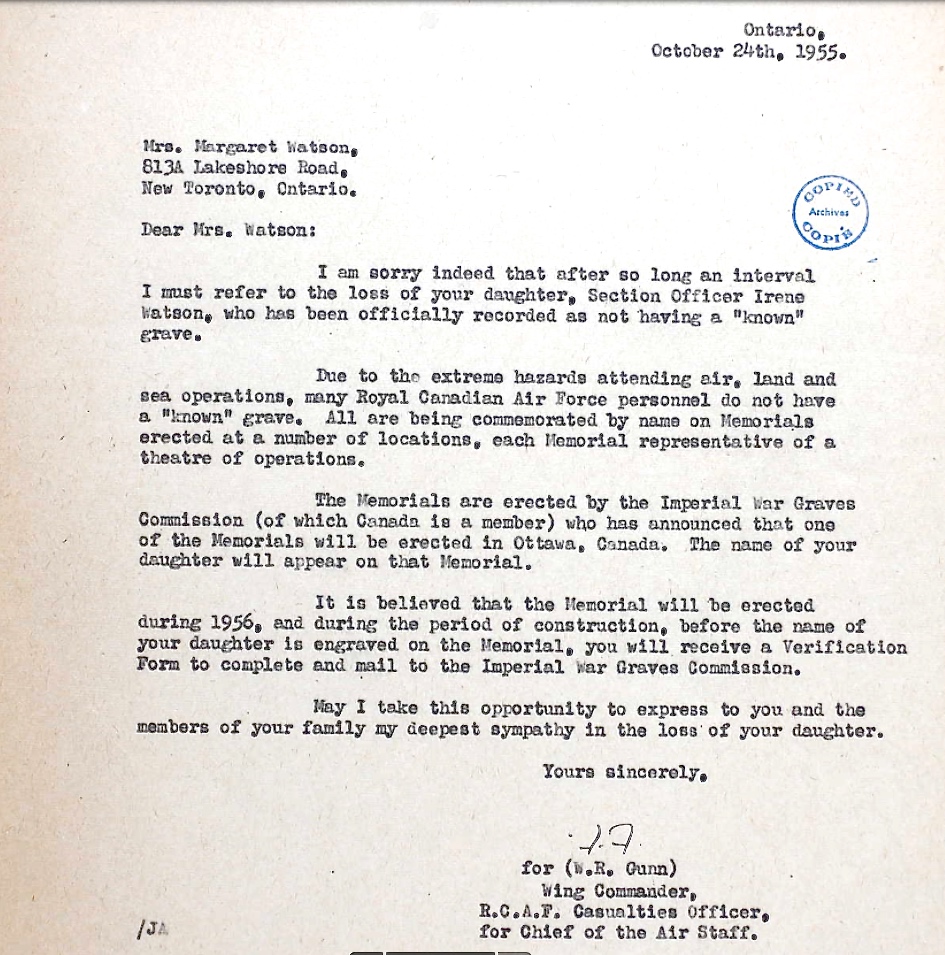 Ontario,
October 24th, 1955.
Mrs. Margaret Watson,
813A Lakeshore Road,
New Toronto, Ontario.
COPIED
Archives
COPIE
Dear Mrs. Watson:
I am sorry indeed that after so long an interval
I must refer to the loss of your daughter, Section Officer Irene
Watson, who has been officially recorded as not having a "known"
grave.
Due to the extreme hazards attending air, land and
sea operations, many Royal Canadian Air Force personnel do not have
a "known" grave. All are being commemorated by name on Memorials
erected at a number of locations, each Memorial representative of a
theatre of operations.
The Memorials are erected by the Imperial War Graves
Commission (of which Canada is a member) who has announced that one
of the Memorials will be erected in Ottawa, Canada. The name of your
daughter will appear on that Memorial.
It is believed that the Memorial will be erected
during 1956, and during the period of construction, before the name of
your daughter is engraved on the Memorial, you will receive a Verification
Form to complete and mail to the Imperial War Graves Commission.
May I take this opportunity to express to you and the
members of your family my deepest sympathy in the loss of your daughter.
Yours sincerely,
for (W.R. Gunn)
Wing Commander,
R.C.A.F. Casualties Officer,
for Chief of the Air Staff.
/JA